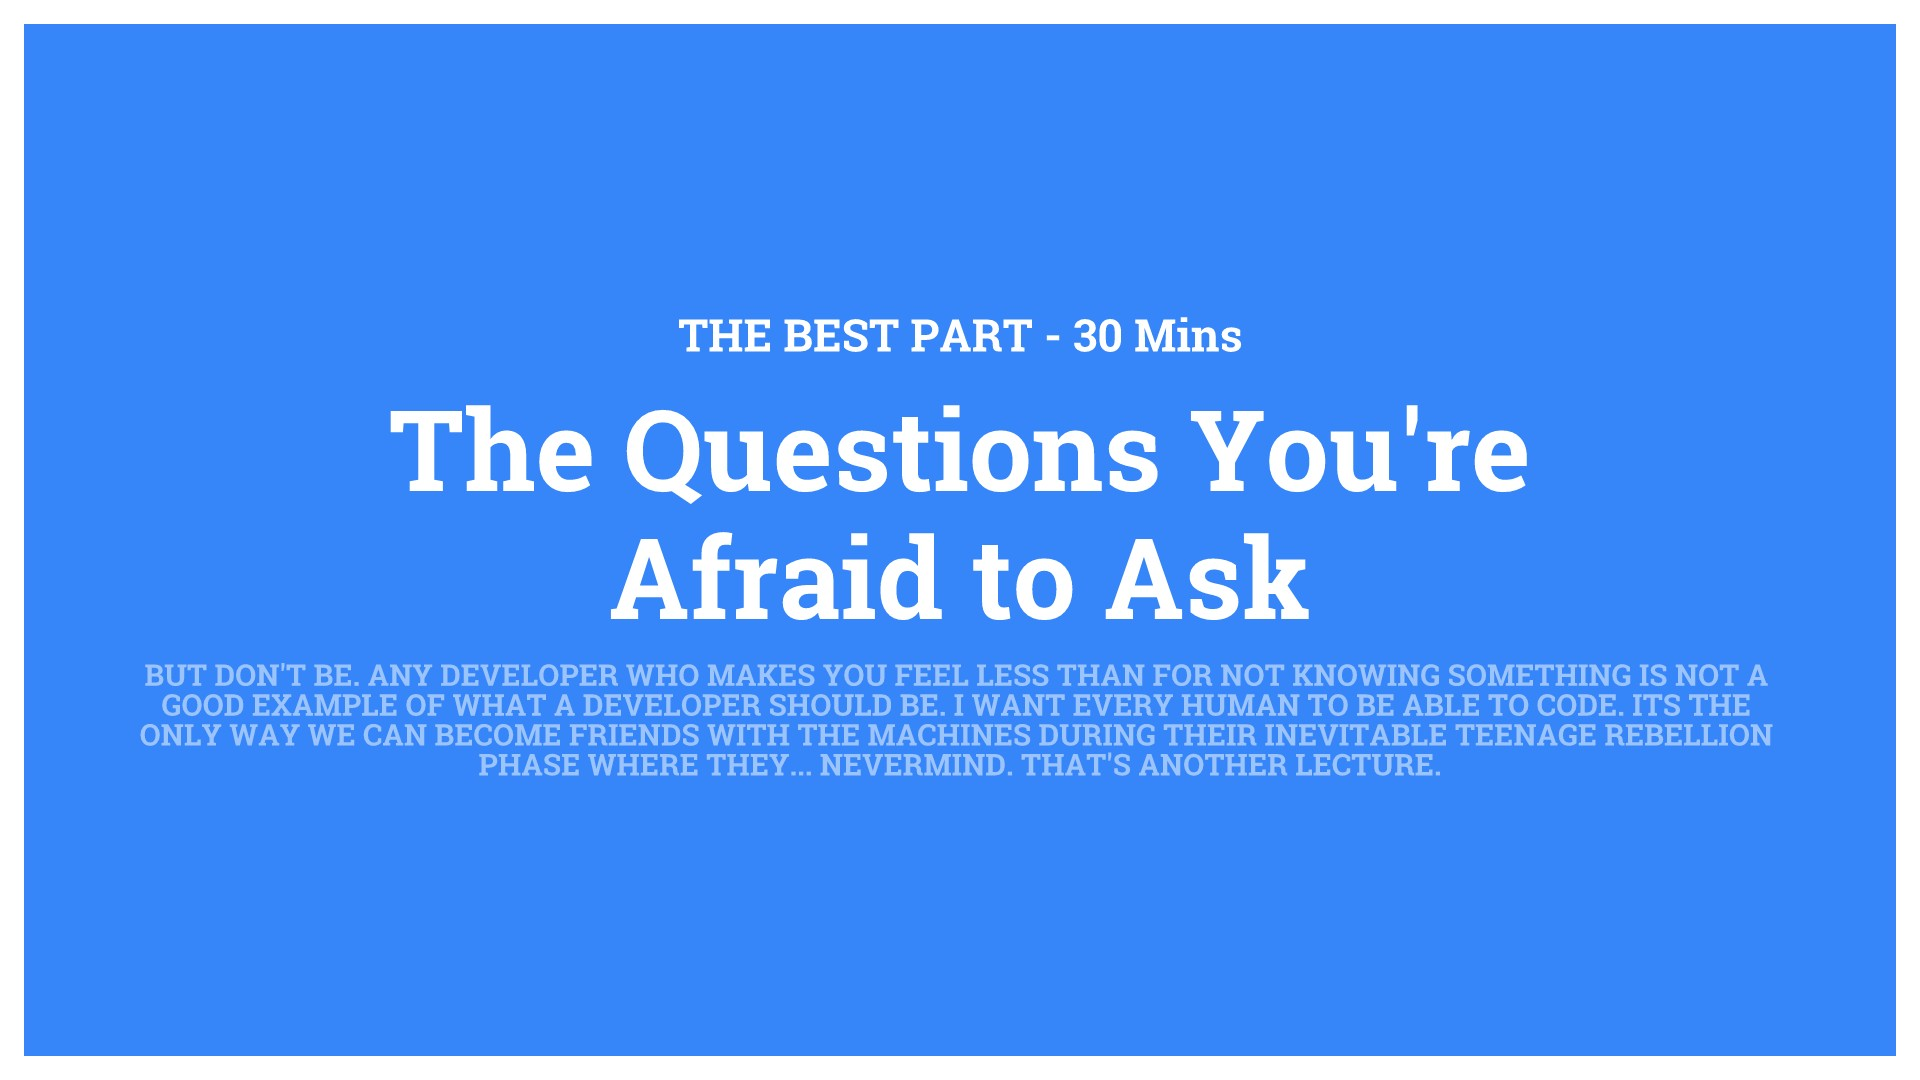 THE BEST PART - 30 Mins
The Questions You're
Afraid to Ask
BUT DON'T BE. ANY DEVELOPER WHO MAKES YOU FEEL LESS THAN FOR NOT KNOWING SOMETHING IS NOT A
GOOD EXAMPLE OF WHAT A DEVELOPER SHOULD BE. I WANT EVERY HUMAN TO BE ABLE TO CODE. ITS THE
ONLY WAY WE CAN BECOME FRIENDS WITH THE MACHINES DURING THEIR INEVITABLE TEENAGE REBELLION
PHASE WHERE THEY... NEVERMIND. THAT'S ANOTHER LECTURE.